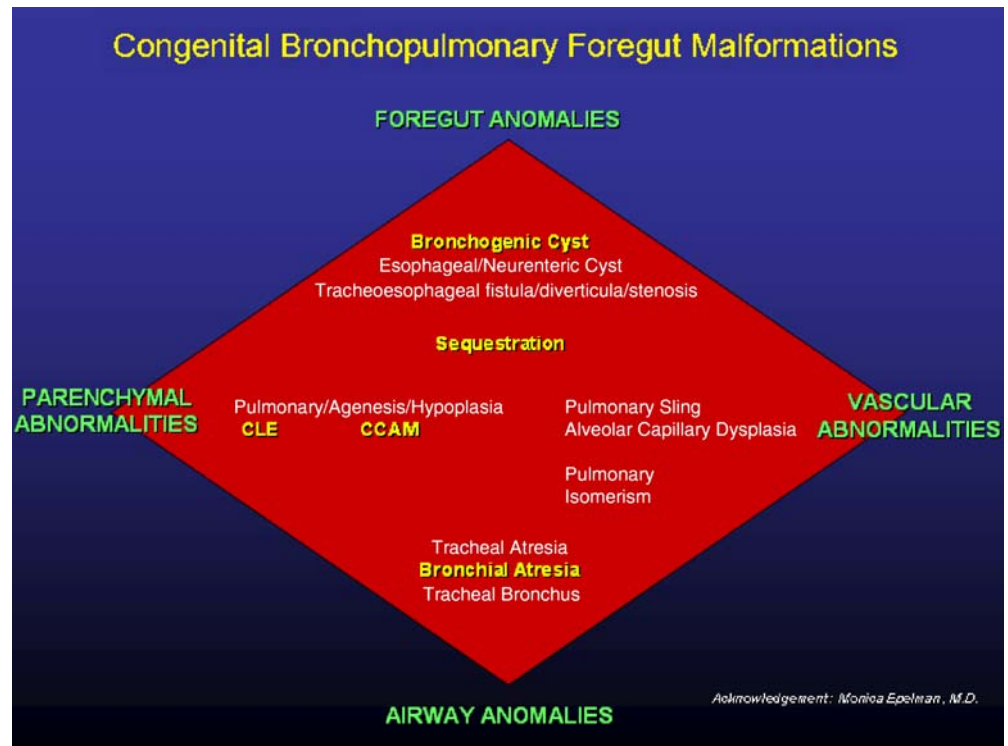 Congenital Bronchopulmonary Foregut Malformations
FOREGUT ANOMALIES
Bronchogenic Cyst
Esophageal/Neurenteric Cyst
Tracheoesophageal fistula/diverticula/stenosis
Sequestration
PARENCHYMAL
ABNORMALITIES
Pulmonary/Agenesis/Hypoplasia
CLE CCAM
Pulmonary Sling
Alveolar Capillary Dysplasia
VASCULAR
ABNORMALITIES
Pulmonary
Isomerism
Tracheal Atresia
Bronchial Atresia
Tracheal Bronchus
Acknowledgement: Monica Epelman, M.D.
AIRWAY ANOMALIES